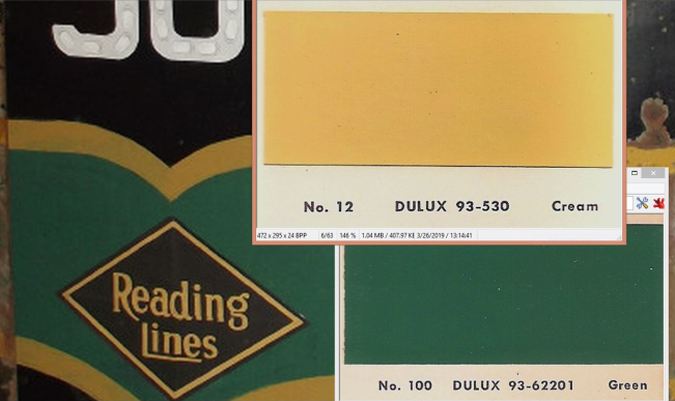 50
Reading
Lines
No. 12 DULUX 93-530 Cream
472 x 295 x 24 BPP 6/63 146 % 1.04 MB / 407.97 KB 3/26/2019 / 13:14:41
No. 100 DULUX 93-62201 Green